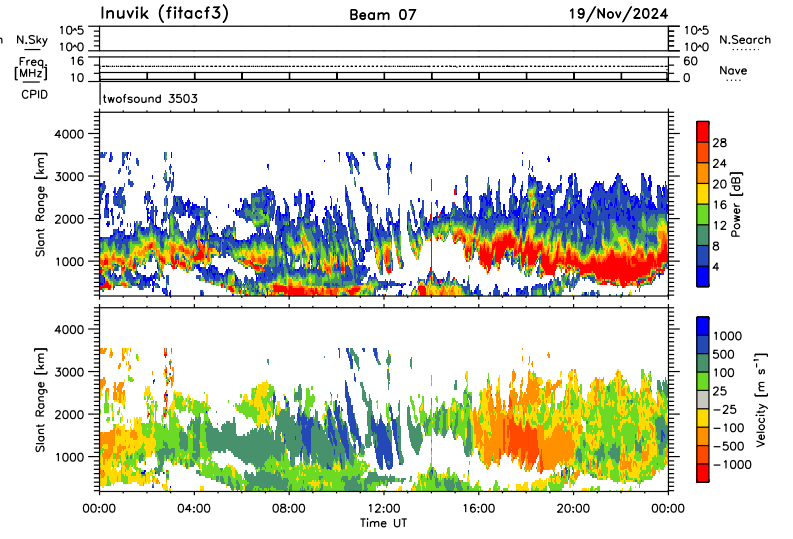 Inuvik (fitacf3) Beam 07 19/Nov/2024
n N.Sky 10^5 10^5 N.Search
10^0 10^0
Freq. 16 60
[MHz] 10 0 Nave
CPID
twofsound 3503
4000
3000
2000
1000
Slant Range [km]
28
24
20
16
12
8
4
Power [dB]
4000
3000
2000
1000
Slant Range [km]
1000
500
100
25
-25
-100
-500
-1000
Velocity [m s-1]
00:00 04:00 08:00 12:00 16:00 20:00 00:00
Time UT